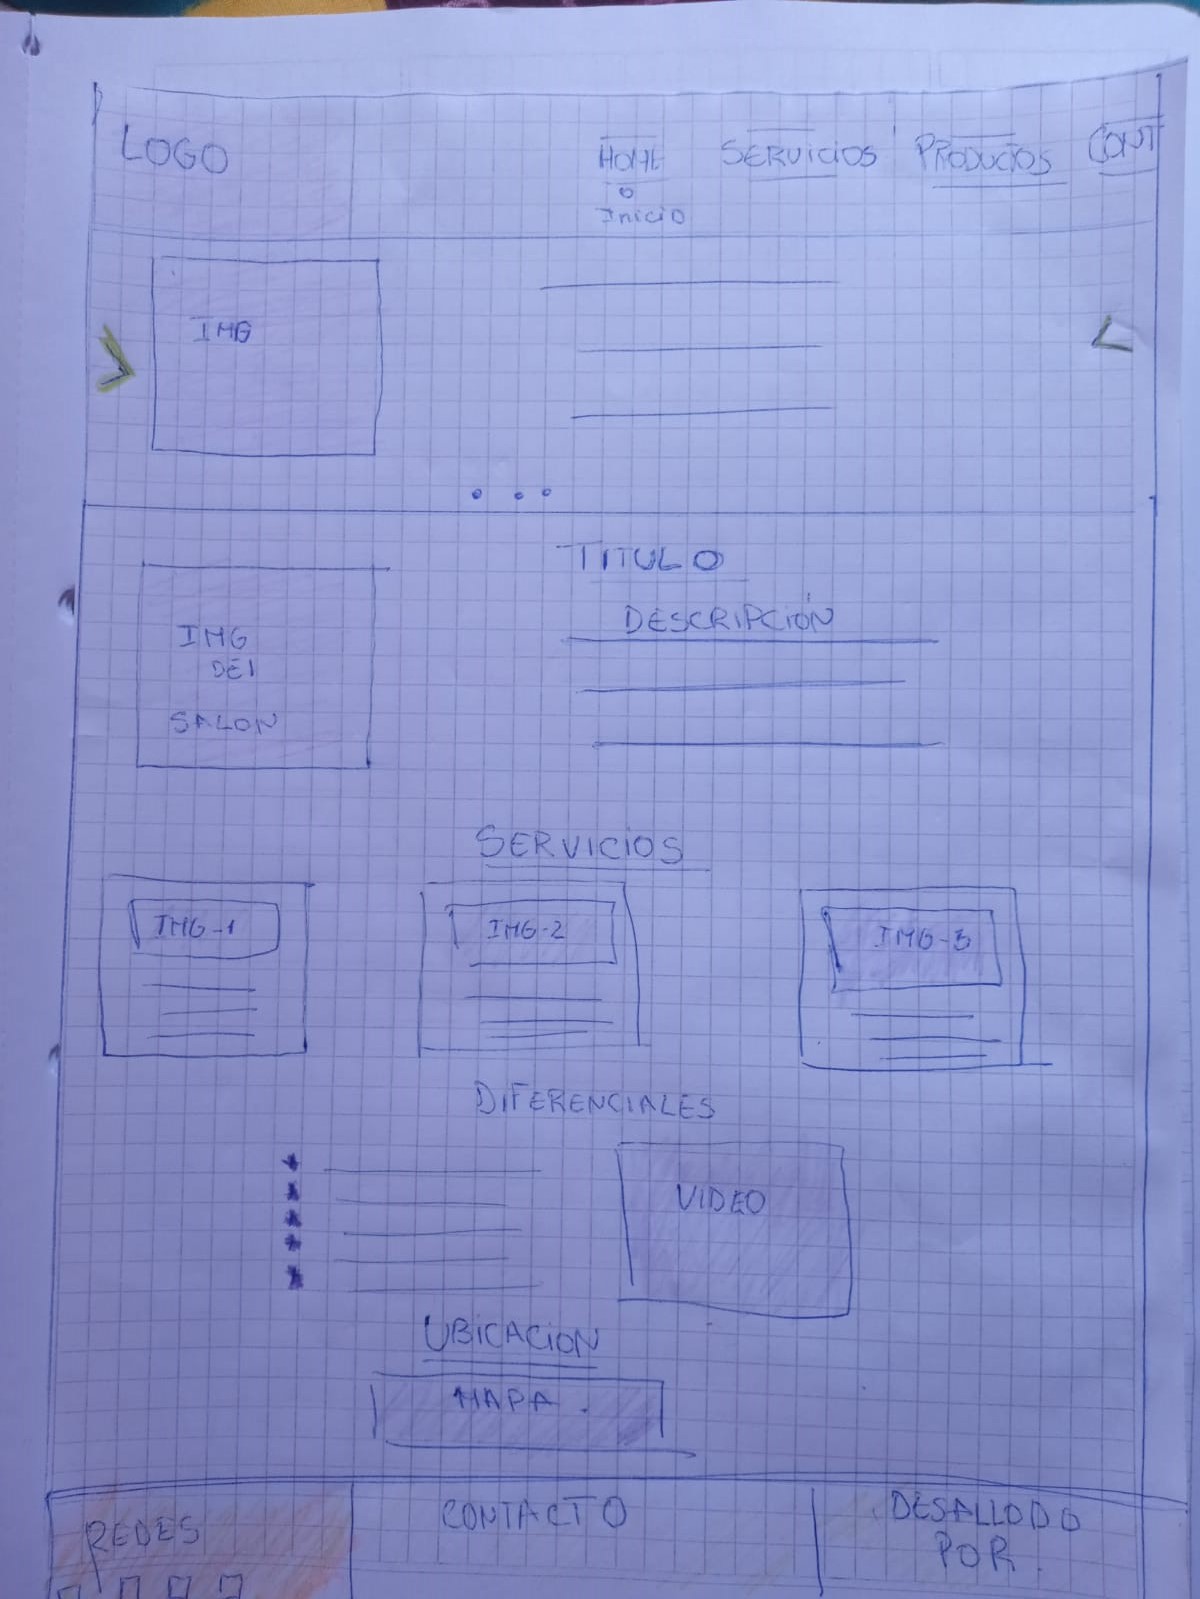 LOGO
HOME SERVICIOS PRODUCTOS CONT
o
Inicio
IMG
TITULO
DESCRIPCIÓN
IMG
DEl
SALON
SERVICIOS
IMG-1 IMG-2 IMG-3
DIFERENCIALES
VIDEO
UBICACION
MAPA.
REDES CONTACTO DESALLODO
POR.